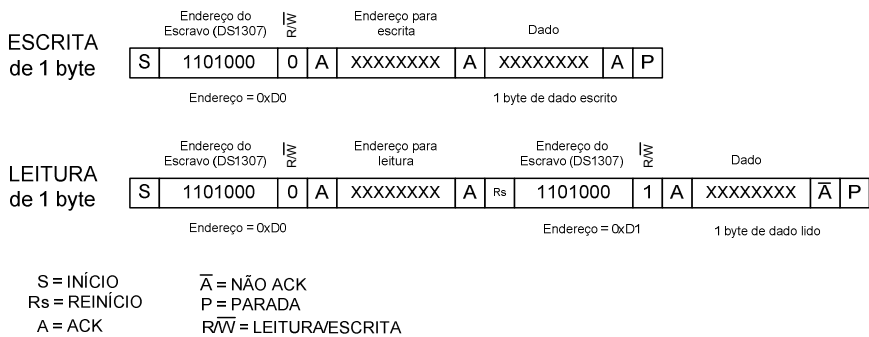 Endereço do
Escravo (DS1307)
R/W̅
Endereço para
escrita
Dado
ESCRITA
de 1 byte
S 1101000 0 A XXXXXXXX A XXXXXXXX A P
Endereço = 0xD0
1 byte de dado escrito
Endereço do
Escravo (DS1307)
R/W̅
Endereço para
leitura
Endereço do
Escravo (DS1307)
R/W̅
Dado
LEITURA
de 1 byte
S 1101000 0 A XXXXXXXX A Rs 1101000 1 A XXXXXXXX A̅ P
Endereço = 0xD0
Endereço = 0xD1
1 byte de dado lido
S = INÍCIO
Rs = REINÍCIO
A = ACK
A̅ = NÃO ACK
P = PARADA
R/W̅ = LEITURA/ESCRITA